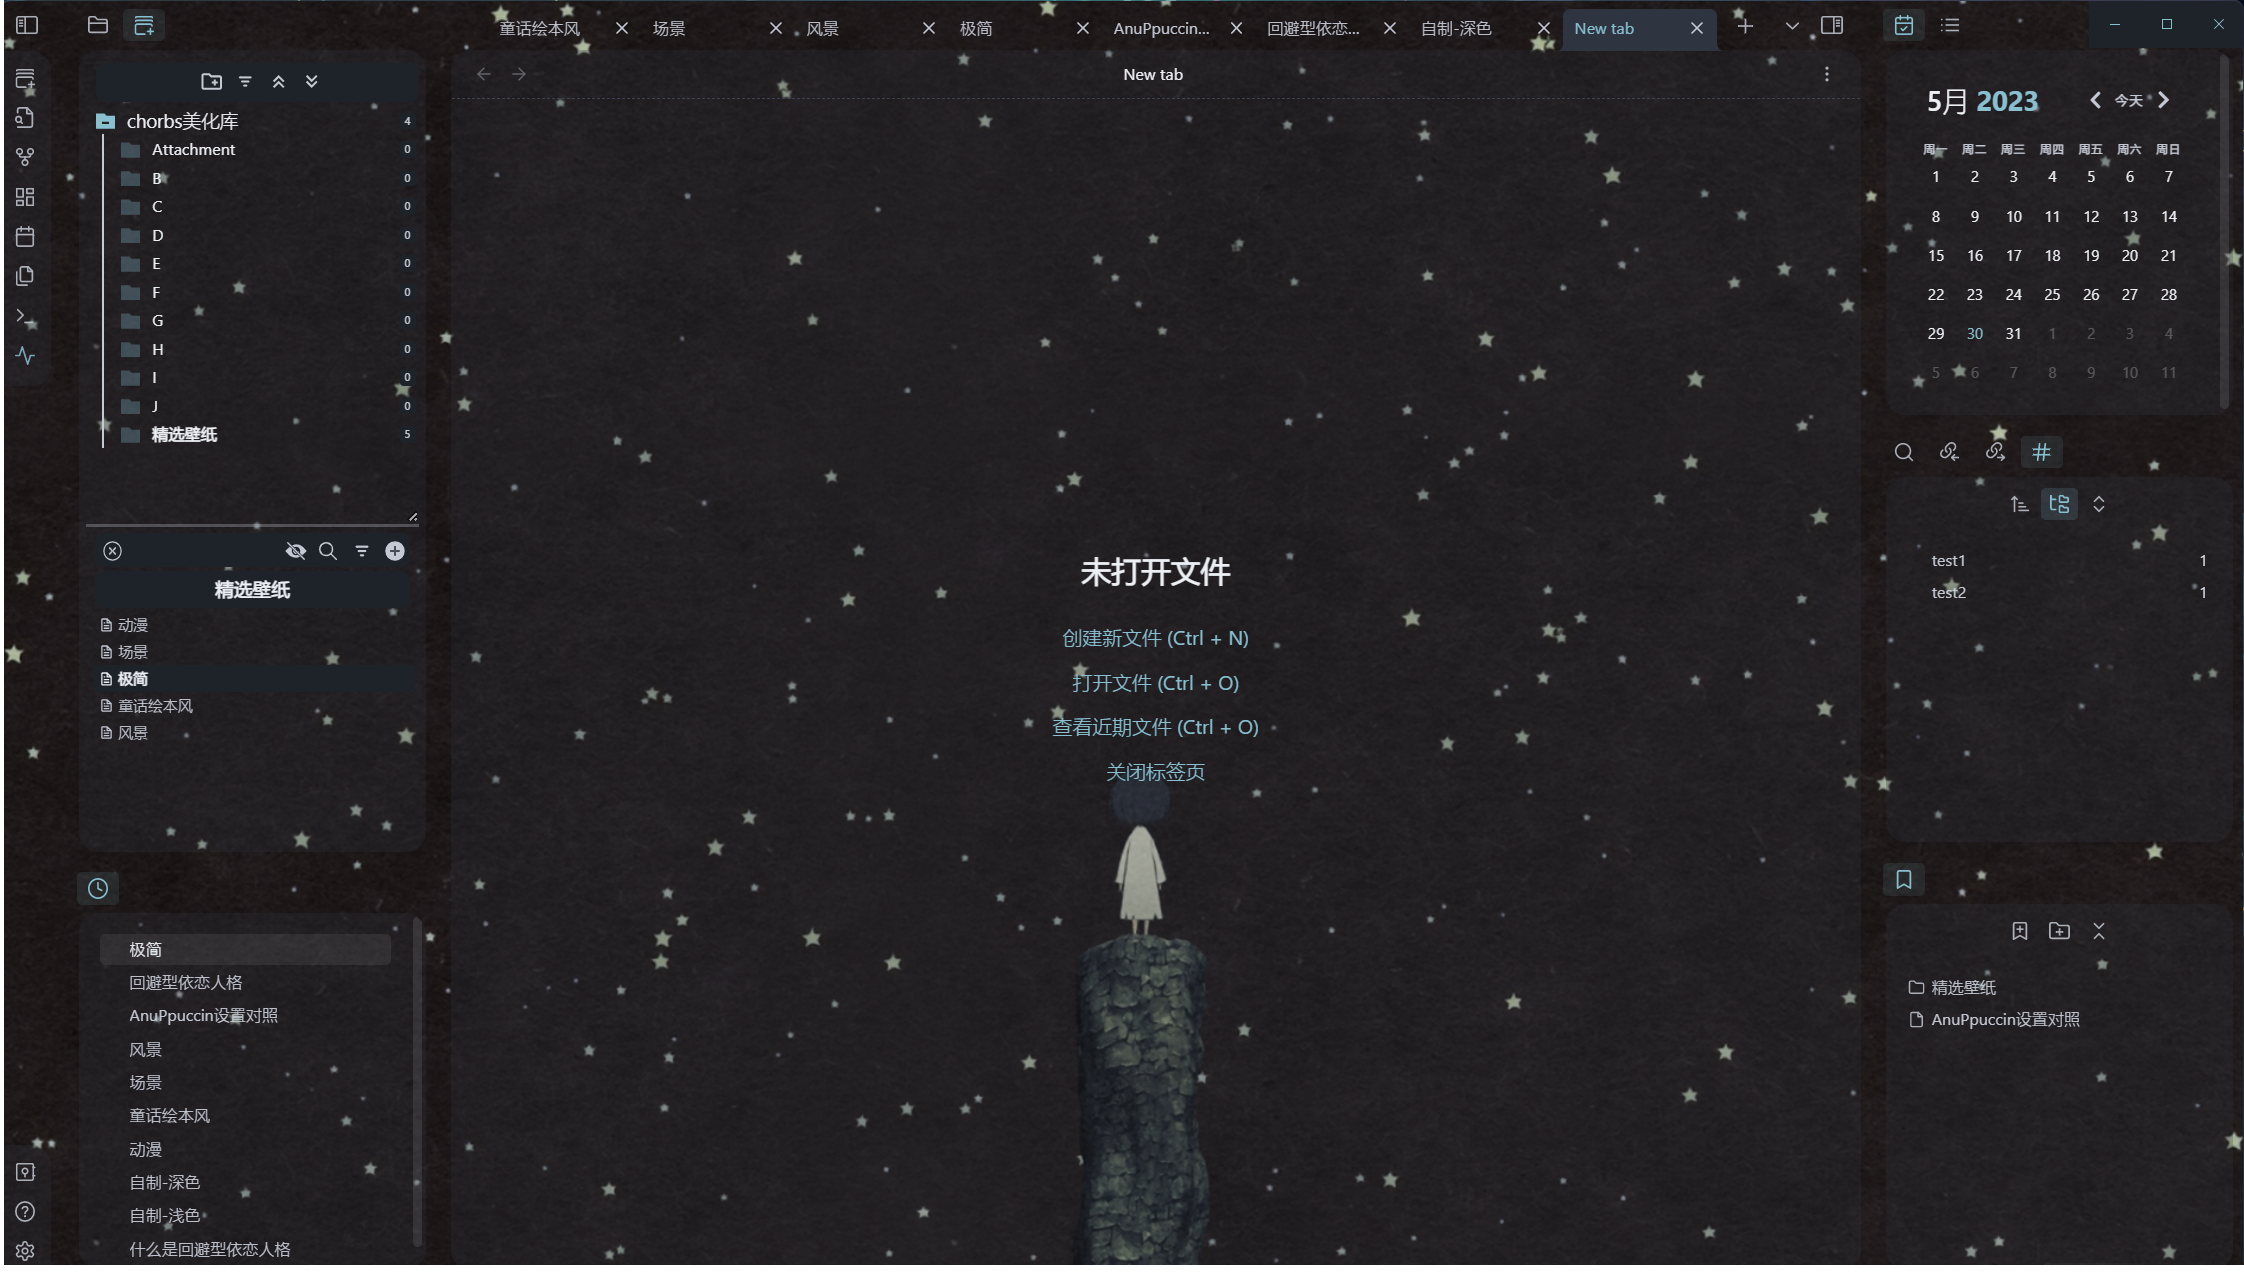 童话绘本风
场景
风景
极简
AnuPpuccin...
回避型依恋...
自制-深色
New tab
New tab
chorbs美化库 4
Attachment 0
B 0
C 0
D 0
E 0
F 0
G 0
H 0
I 0
J 0
精选壁纸 5
精选壁纸
动漫
场景
极简
童话绘本风
风景
极简
回避型依恋人格
AnuPpuccin设置对照
风景
场景
童话绘本风
动漫
自制-深色
自制-浅色
什么是回避型依恋人格
未打开文件
创建新文件 (Ctrl + N)
打开文件 (Ctrl + O)
查看近期文件 (Ctrl + O)
关闭标签页
5月 2023 今天
周一 周二 周三 周四 周五 周六 周日
1 2 3 4 5 6 7
8 9 10 11 12 13 14
15 16 17 18 19 20 21
22 23 24 25 26 27 28
29 30 31 1 2 3 4
5 6 7 8 9 10 11
test1 1
test2 1
精选壁纸
AnuPpuccin设置对照